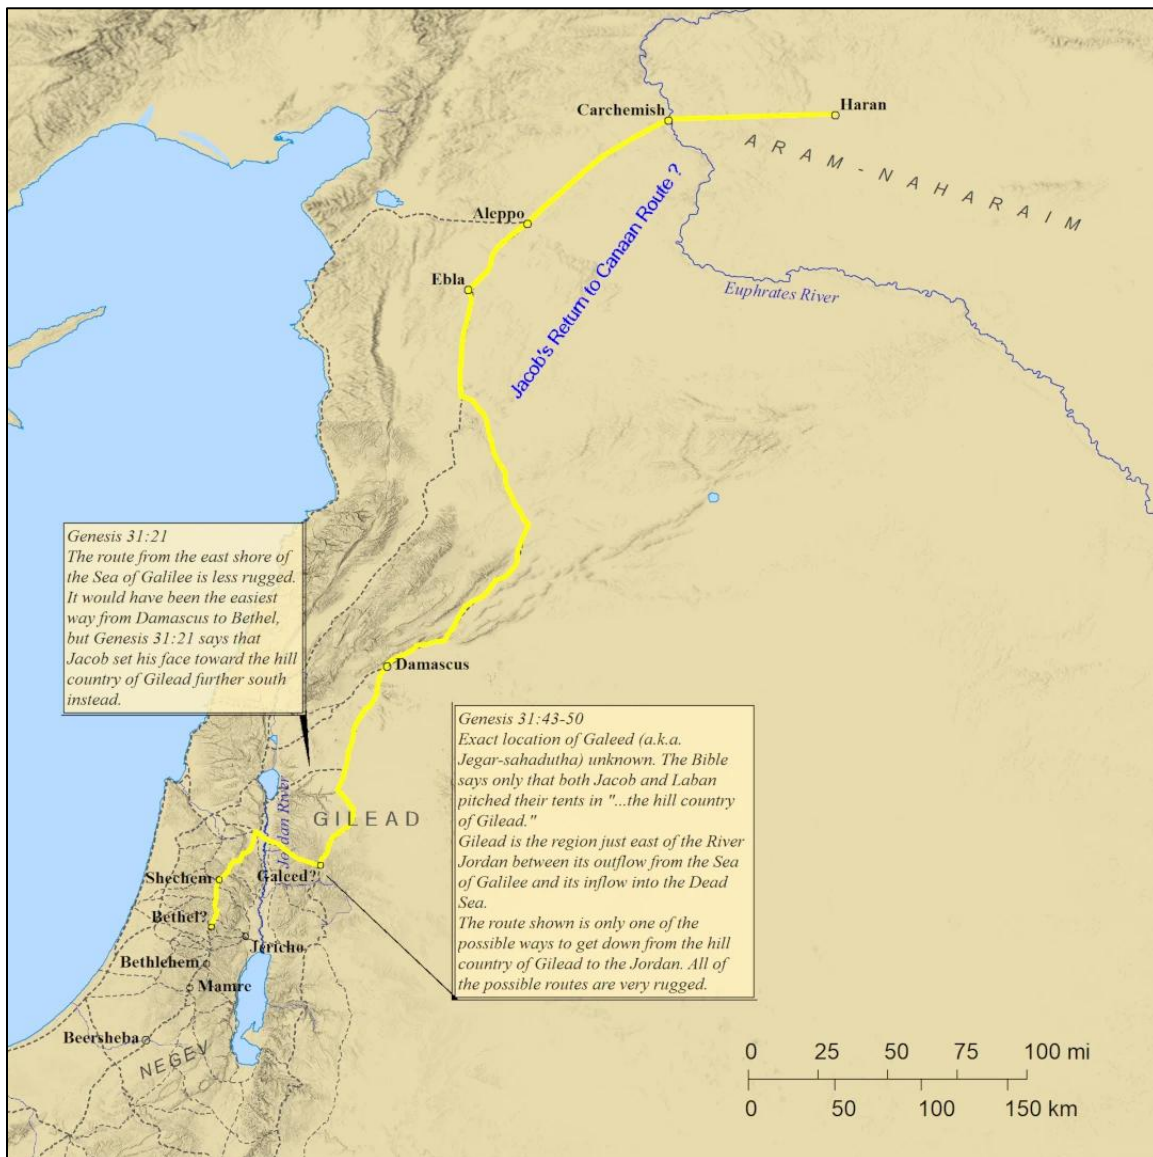 Carchemish
Haran
ARAM-NAHARAIM
Aleppo
Jacob's Return to Canaan Route ?
Ebla
Euphrates River
Genesis 31:21
The route from the east shore of
the Sea of Galilee is less rugged.
It would have been the easiest
way from Damascus to Bethel,
but Genesis 31:21 says that
Jacob set his face toward the hill
country of Gilead further south
instead.
Damascus
Genesis 31:43-50
Exact location of Galeed (a.k.a.
Jegar-sahadutha) unknown. The Bible
says only that both Jacob and Laban
pitched their tents in "...the hill country
of Gilead."
Gilead is the region just east of the River
Jordan between its outflow from the Sea
of Galilee and its inflow into the Dead
Sea.
The route shown is only one of the
possible ways to get down from the hill
country of Gilead to the Jordan. All of
the possible routes are very rugged.
Jordan River
GILEAD
Galeed?
Shechem
Bethel?
Jericho
Bethlehem
Mamre
Beersheba
NEGEV
0 25 50 75 100 mi
0 50 100 150 km